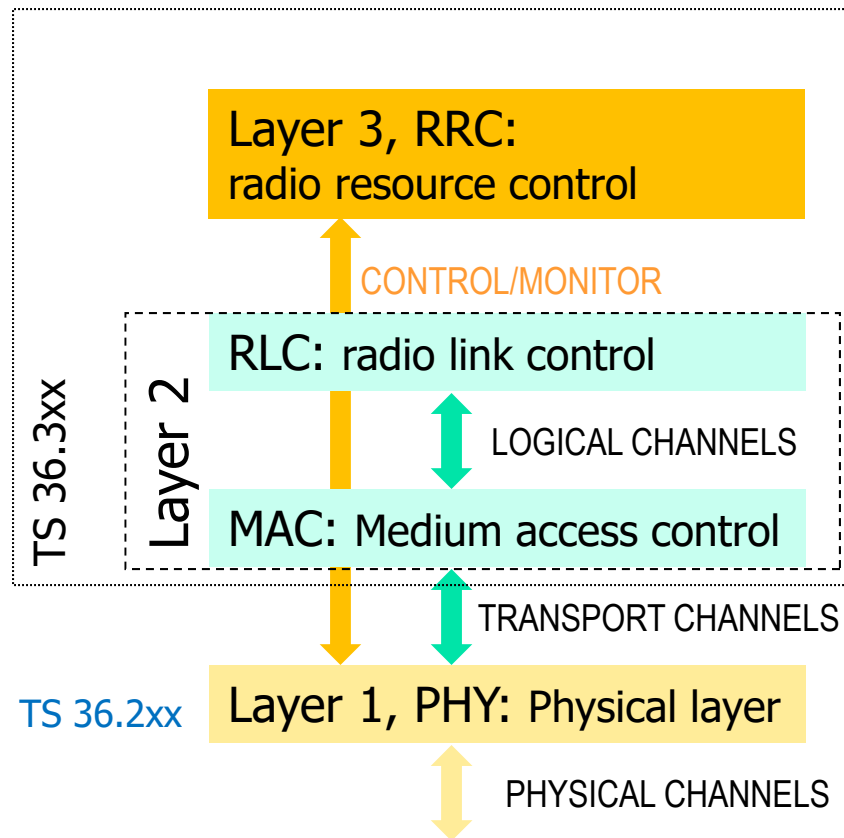 Layer 3, RRC:
radio resource control
CONTROL/MONITOR
RLC: radio link control
LOGICAL CHANNELS
MAC: Medium access control
Layer 2
TS 36.3xx
TRANSPORT CHANNELS
TS 36.2xx
Layer 1, PHY: Physical layer
PHYSICAL CHANNELS